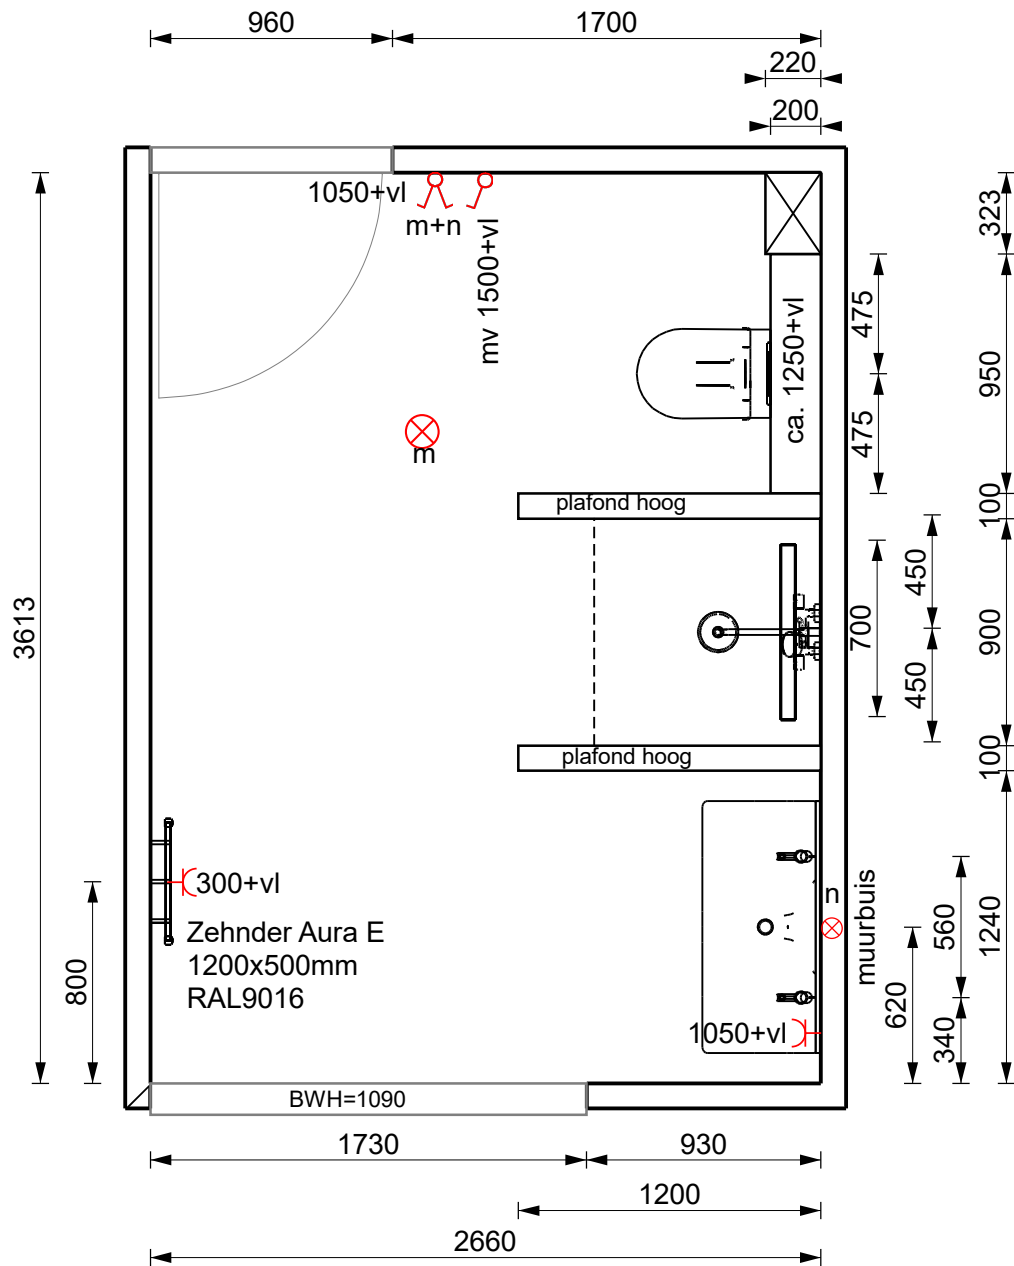 960
1700
220
200
1050+vl
m+n
mv 1500+vl
323
475
ca. 1250+vl
950
475
m
plafond hoog
100
450
3613
700
900
450
plafond hoog
100
300+vl
n
muurbuis
560
1240
Zehnder Aura E
1200x500mm
RAL9016
800
620
1050+vl
340
BWH=1090
1730
930
1200
2660